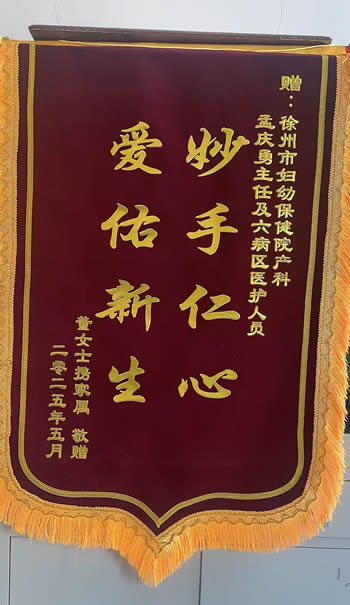 赠：徐州市妇幼保健院产科
孟庆勇主任及六病区医护人员
妙手仁心
爱佑新生
董女士携家属 敬赠
二零二五年五月